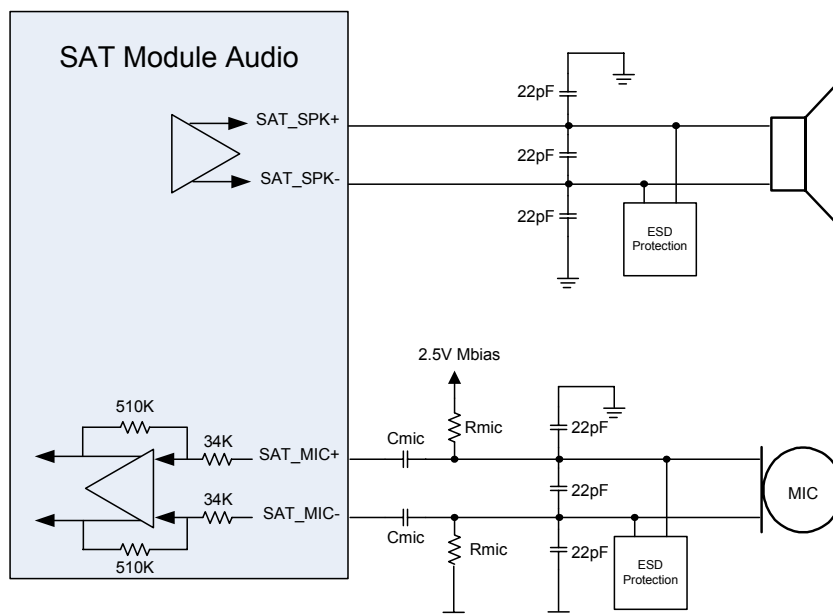 SAT Module Audio
SAT_SPK+
SAT_SPK-
22pF
22pF
22pF
ESD
Protection
2.5V Mbias
Rmic
22pF
510K
34K
SAT_MIC+
Cmic
34K
SAT_MIC-
Cmic
22pF
MIC
510K
Rmic
22pF
ESD
Protection